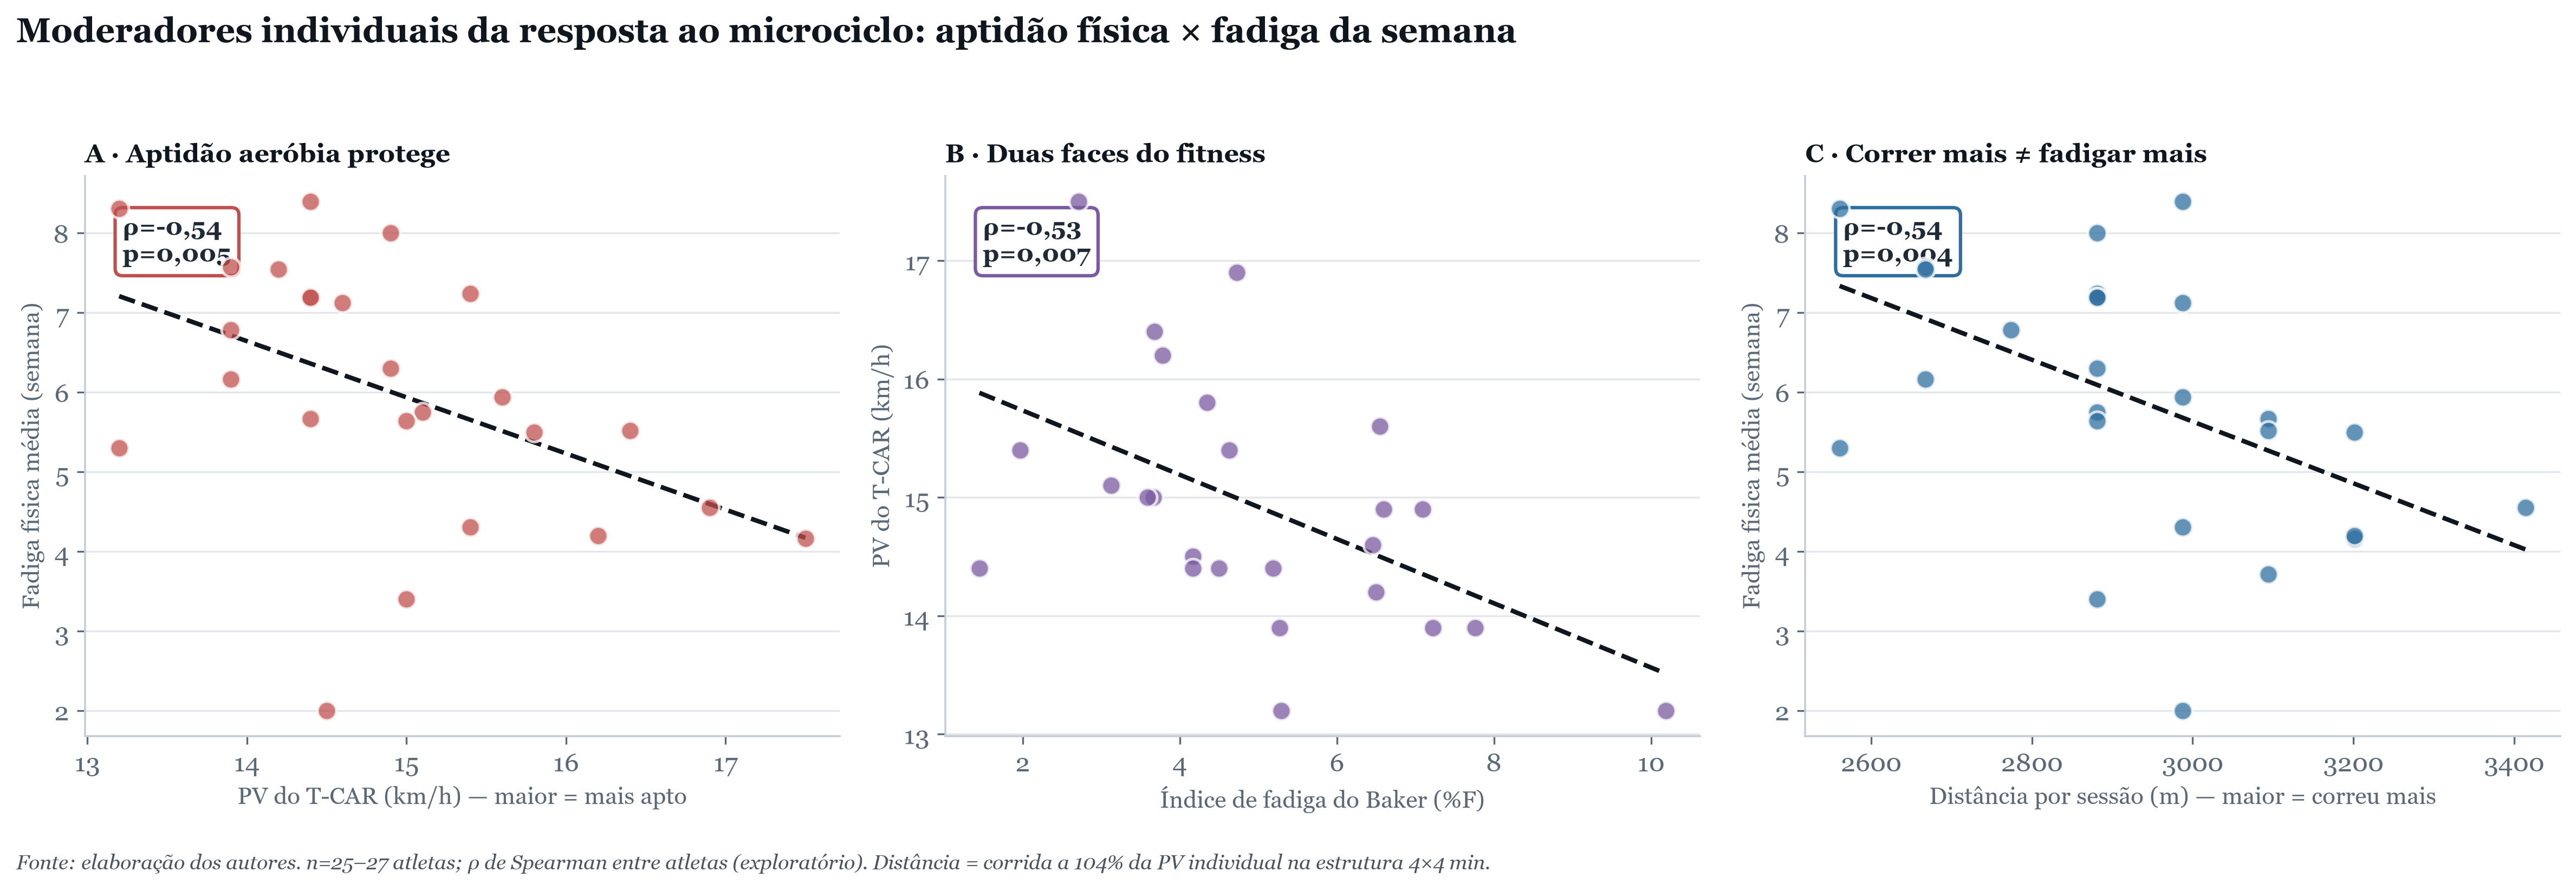 Moderadores individuais da resposta ao microciclo: aptidão física × fadiga da semana
A · Aptidão aeróbia protege
ρ=-0,54
p=0,005
8
7
6
5
4
3
2
Fadiga física média (semana)
13 14 15 16 17
PV do T-CAR (km/h) — maior = mais apto
B · Duas faces do fitness
ρ=-0,53
p=0,007
17
16
15
14
13
PV do T-CAR (km/h)
2 4 6 8 10
Índice de fadiga do Baker (%F)
C · Correr mais ≠ fadigar mais
ρ=-0,54
p=0,004
8
7
6
5
4
3
2
Fadiga física média (semana)
2600 2800 3000 3200 3400
Distância por sessão (m) — maior = correu mais
Fonte: elaboração dos autores. n=25–27 atletas; ρ de Spearman entre atletas (exploratório). Distância = corrida a 104% da PV individual na estrutura 4×4 min.